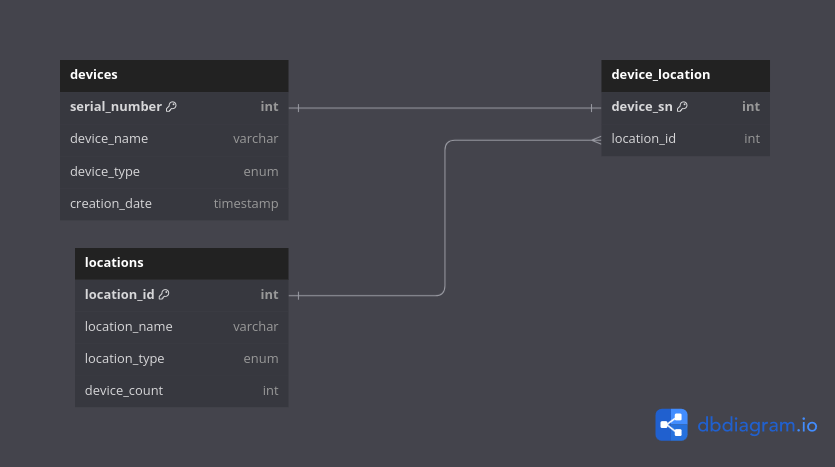 devices
serial_number int
device_name varchar
device_type enum
creation_date timestamp
device_location
device_sn int
location_id int
locations
location_id int
location_name varchar
location_type enum
device_count int
dbdiagram.io